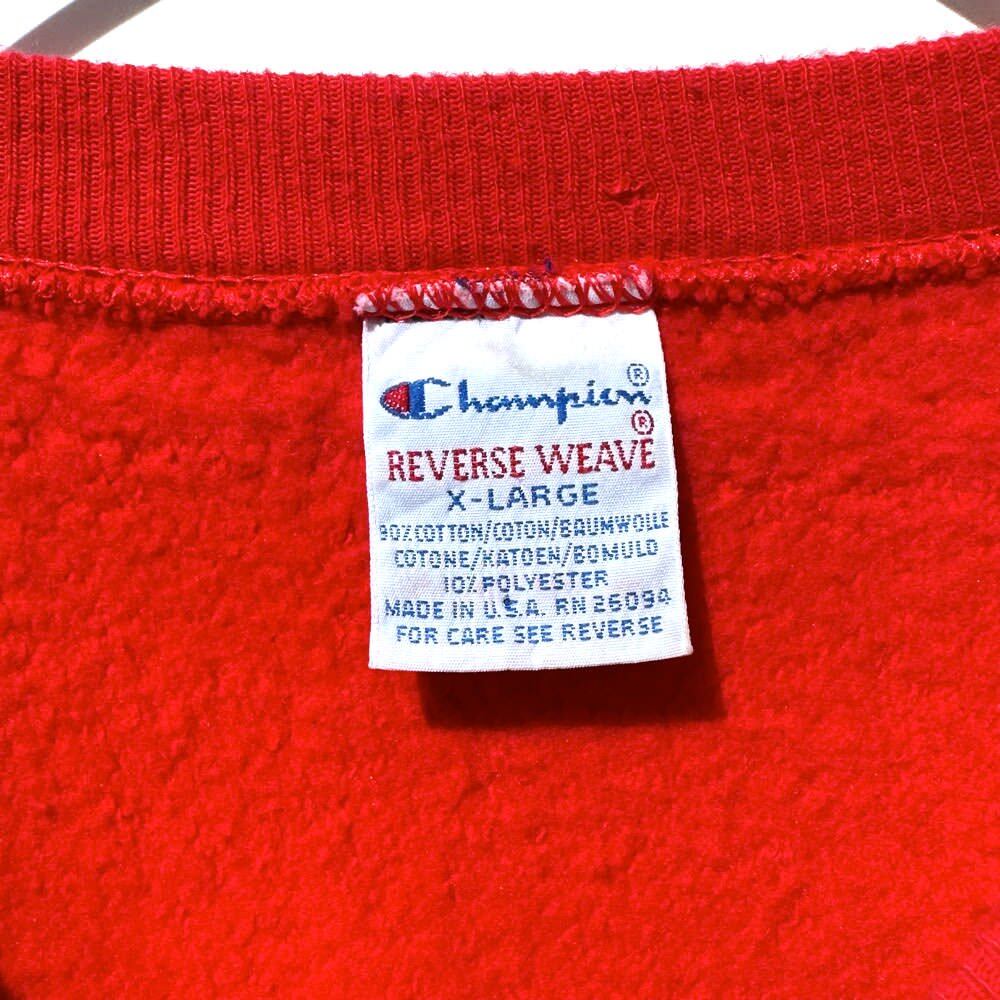 Champion®
REVERSE WEAVE®
X-LARGE
90% COTTON/COTON/BAUMWOLLE
COTONE/KATOEN/BOMULD
10% POLYESTER
MADE IN U.S.A. RN 26094
FOR CARE SEE REVERSE